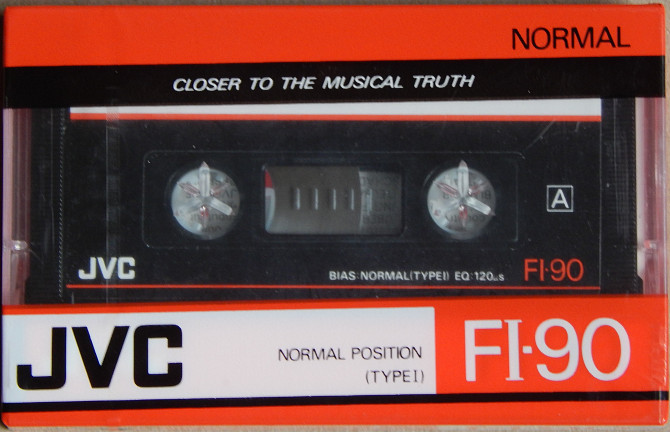 NORMAL
CLOSER TO THE MUSICAL TRUTH
A
JVC BIAS:NORMAL(TYPEI) EQ:120µs FI-90
JVC NORMAL POSITION (TYPEI) FI-90